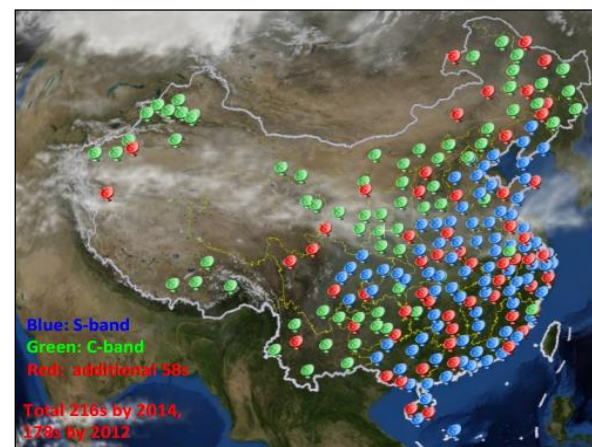 Blue: S-band
Green: C-band
Red: additional 58s
Total 216s by 2014,
178s by 2012